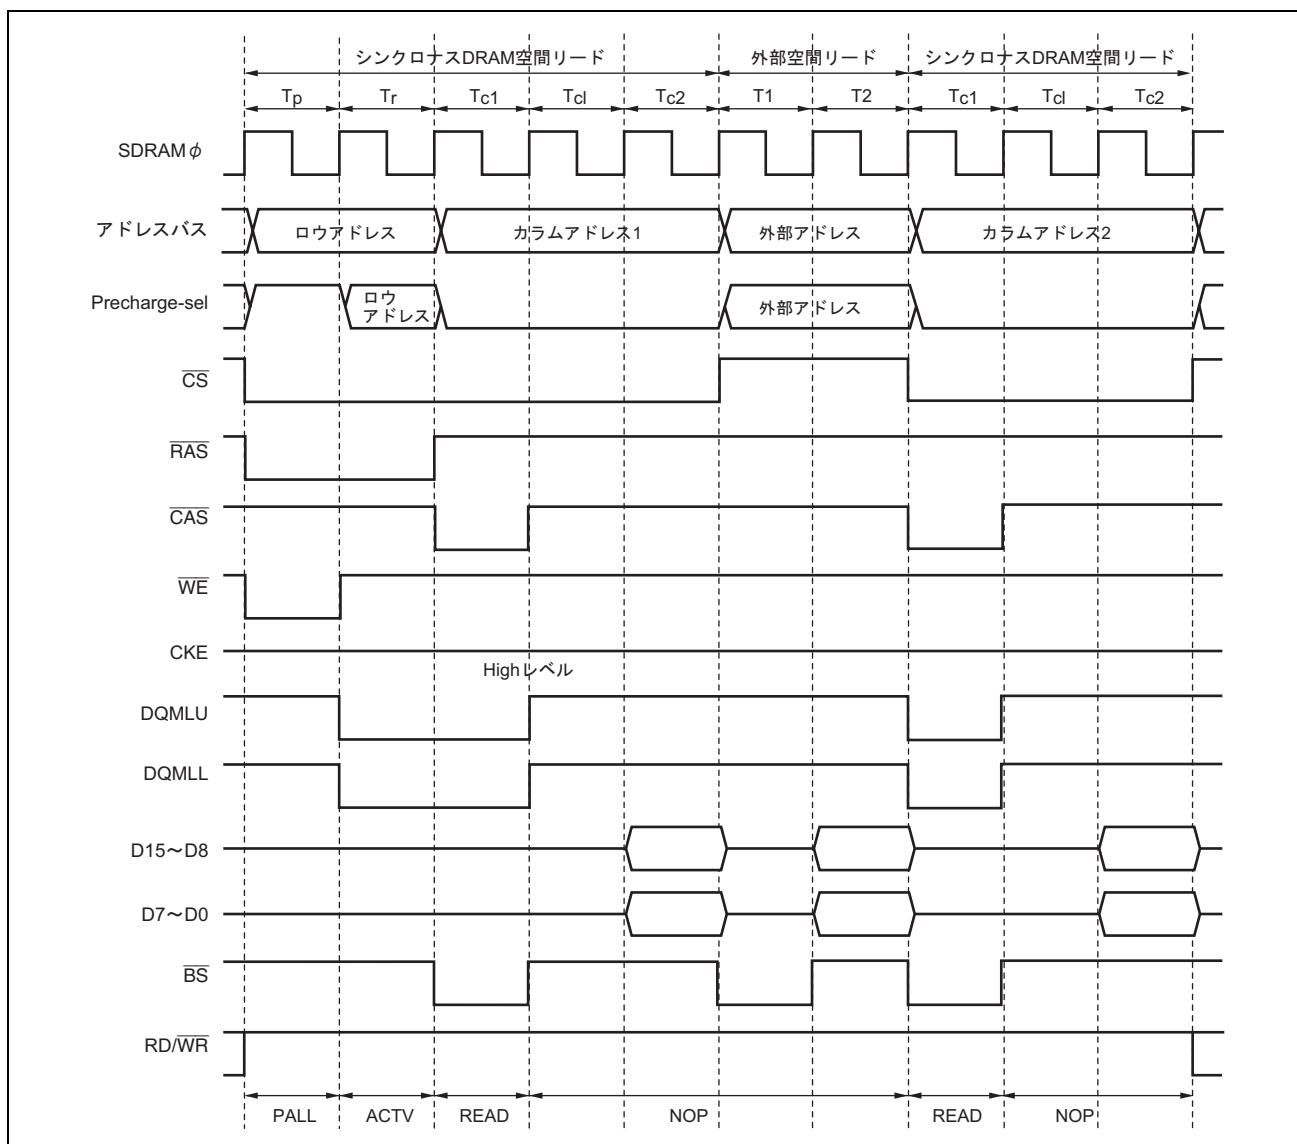 シンクロナスDRAM空間リード 外部空間リード シンクロナスDRAM空間リード
Tp Tr Tc1 Tcl Tc2 T1 T2 Tc1 Tcl Tc2
SDRAMφ
アドレスバス ロウアドレス カラムアドレス1 外部アドレス カラムアドレス2
Precharge-sel ロウ
アドレス 外部アドレス
CS
RAS
CAS
WE
CKE
Highレベル
DQMLU
DQMLL
D15～D8
D7～D0
BS
RD/WR
PALL ACTV READ NOP READ NOP